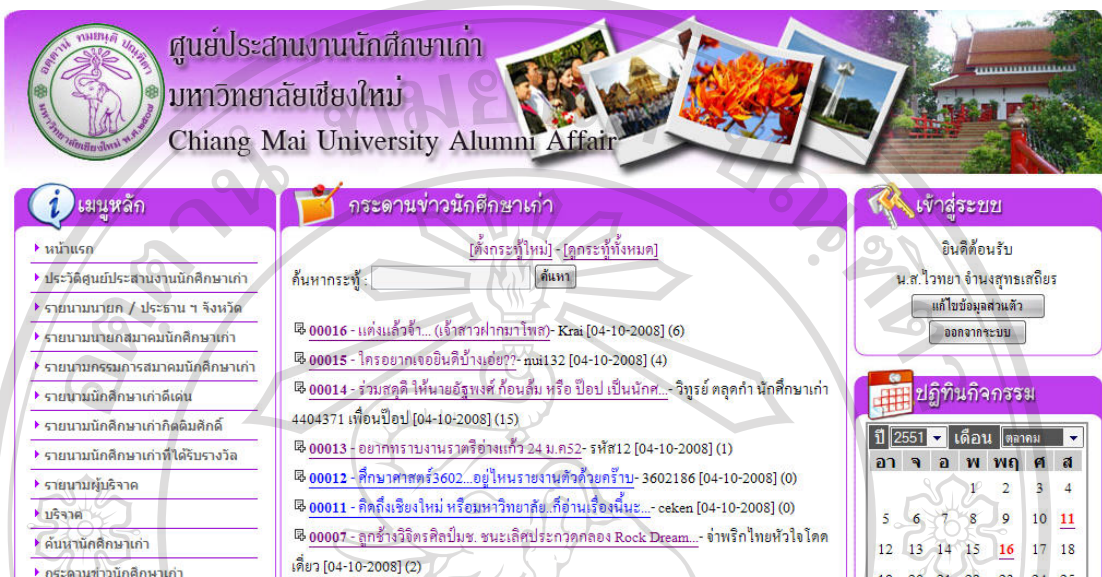 ศูนย์ประสานงานนักศึกษาเก่า
มหาวิทยาลัยเชียงใหม่
Chiang Mai University Alumni Affair
เมนูหลัก
หน้าแรก
ประวัติศูนย์ประสานงานนักศึกษาเก่า
รายนามนายก / ประธาน ฯ จังหวัด
รายนามนายกสมาคมนักศึกษาเก่า
รายนามกรรมการสมาคมนักศึกษาเก่า
รายนามนักศึกษาเก่าดีเด่น
รายนามนักศึกษาเก่ากิตติมศักดิ์
รายนามนักศึกษาเก่าที่ได้รับรางวัล
รายนามผู้บริจาค
บริจาค
ค้นหานักศึกษาเก่า
กระดานข่าวนักศึกษาเก่า
กระดานข่าวนักศึกษาเก่า
[ตั้งกระทู้ใหม่] - [ดูกระทู้ทั้งหมด]
ค้นหากระทู้ : ค้นหา
00016 - แต่งแล้วจ้า... (เจ้าสาวฝากมาโพส)- Krai [04-10-2008] (6)
00015 - ใครอยากเจอยินดีบ้างเอ่ย??- nui132 [04-10-2008] (4)
00014 - ร่วมสดุดี ให้นายอัฐพงศ์ ก้อนล้ม หรือ ป๊อป เป็นนักศ...- วิทูรย์ ตลุดกำ นักศึกษาเก่า
4404371 เพื่อนป๊อป [04-10-2008] (15)
00013 - อยากทราบงานราตรีอ่างแก้ว 24 ม.ค52- รหัส12 [04-10-2008] (1)
00012 - ศึกษาศาสตร์3602...อยู่ไหนรายงานตัวด้วยคร๊าบ- 3602186 [04-10-2008] (0)
00011 - คิดถึงเชียงใหม่ หรือมหาวิทยาลัย..ก็อ่านเรื่องนี้นะ...- ceken [04-10-2008] (0)
00007 - ลูกช้างวิจิตรศิลป์มช. ชนะเลิศประกวดกลอง Rock Dream...- จ่าพริกไทยหัวใจโดด
เดี่ยว [04-10-2008] (2)
เข้าสู่ระบบ
ยินดีต้อนรับ
น.ส.ไวทยา จำนงสุทธเสถียร
แก้ไขข้อมูลส่วนตัว
ออกจากระบบ
ปฏิทินกิจกรรม
ปี 2551 เดือน ตุลาคม
อา จ อ พ พฤ ศ ส
1 2 3 4
5 6 7 8 9 10 11
12 13 14 15 16 17 18